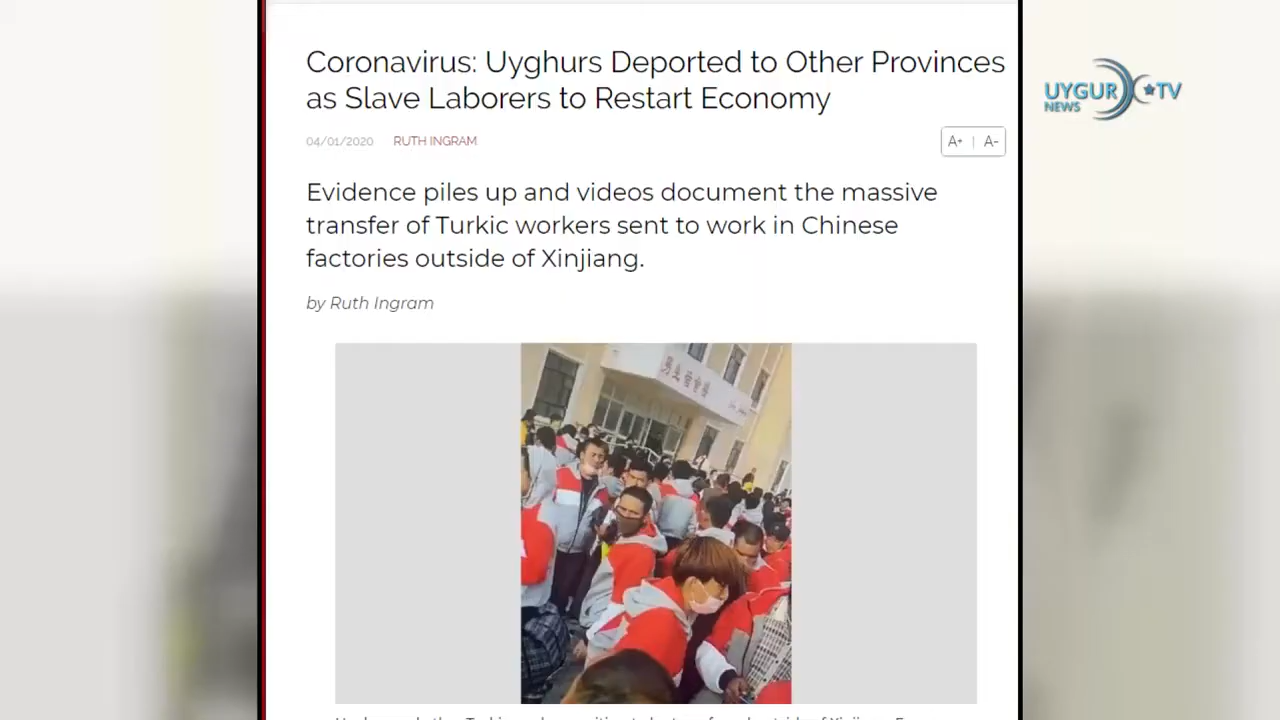 Coronavirus: Uyghurs Deported to Other Provinces
as Slave Laborers to Restart Economy
04/01/2020 RUTH INGRAM
A+ | A-
UYGUR TV
NEWS
Evidence piles up and videos document the massive
transfer of Turkic workers sent to work in Chinese
factories outside of Xinjiang.
by Ruth Ingram